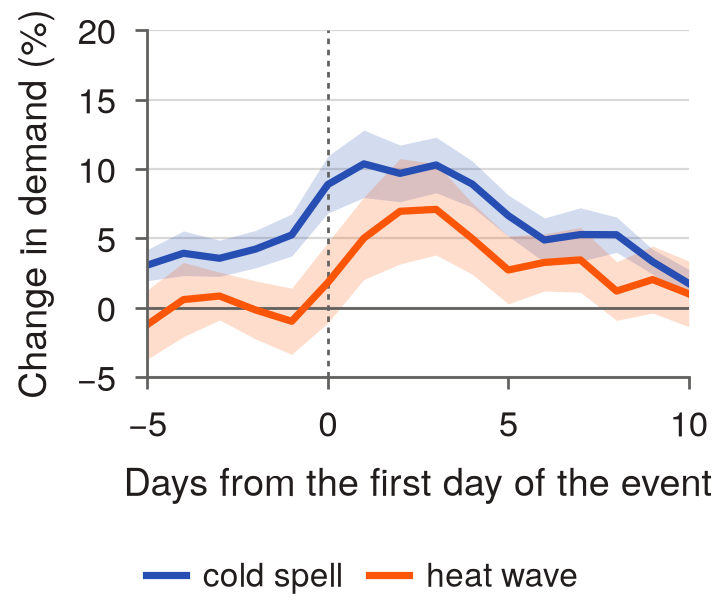 Change in demand (%)
20
15
10
5
0
−5
−5 0 5 10
Days from the first day of the event
cold spell heat wave